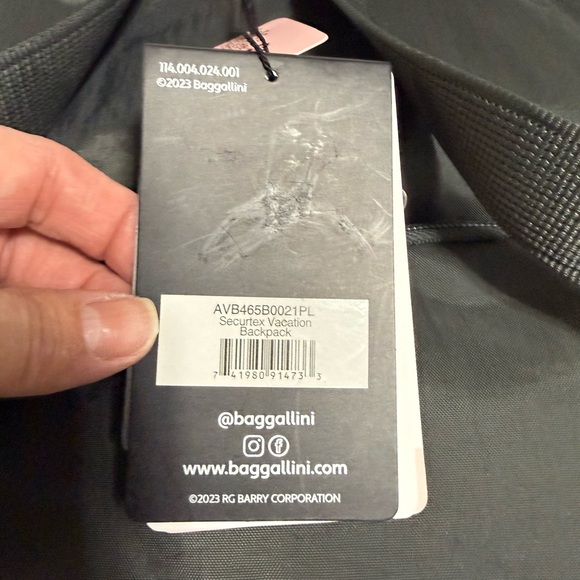 114.004.024.001
©2023 Baggallini
AVB465B0021PL
Securtex Vacation
Backpack
7 41980 91473 3
@baggallini
www.baggallini.com
©2023 RG BARRY CORPORATION